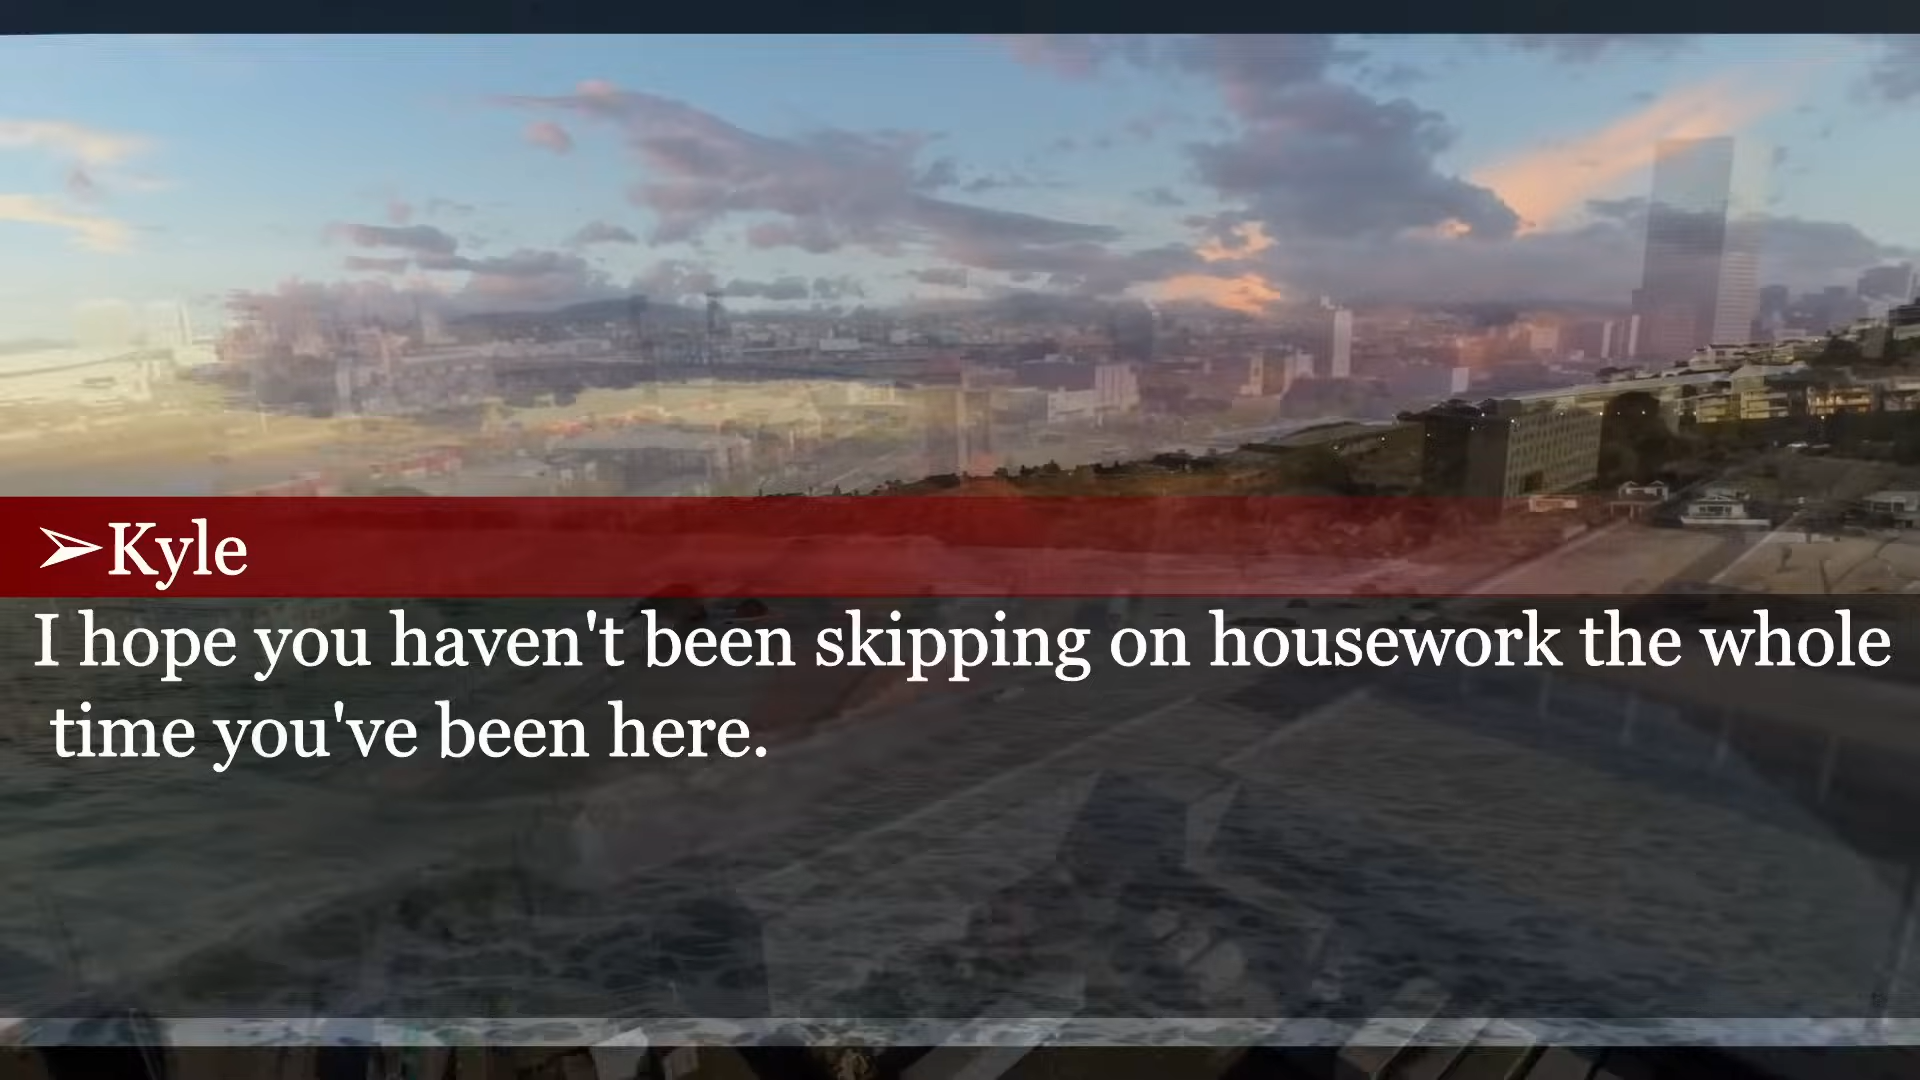 ➢Kyle
I hope you haven't been skipping on housework the whole
time you've been here.